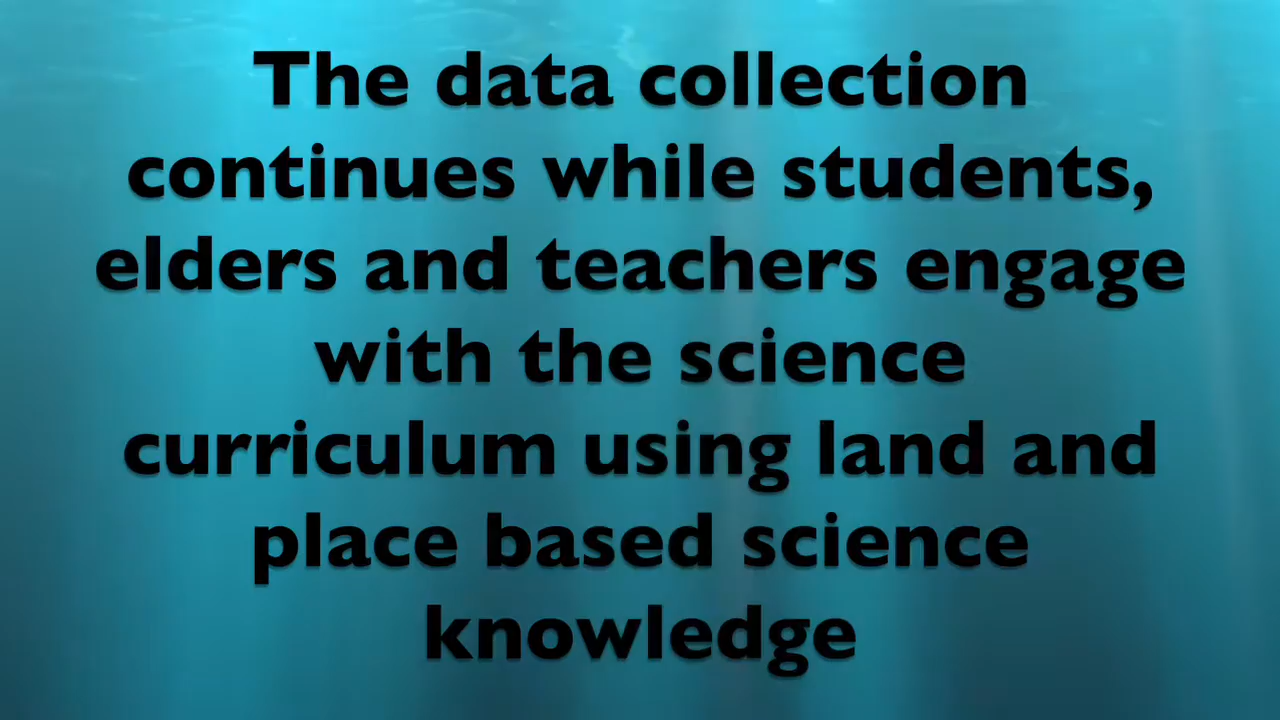 The data collection
continues while students,
elders and teachers engage
with the science
curriculum using land and
place based science
knowledge